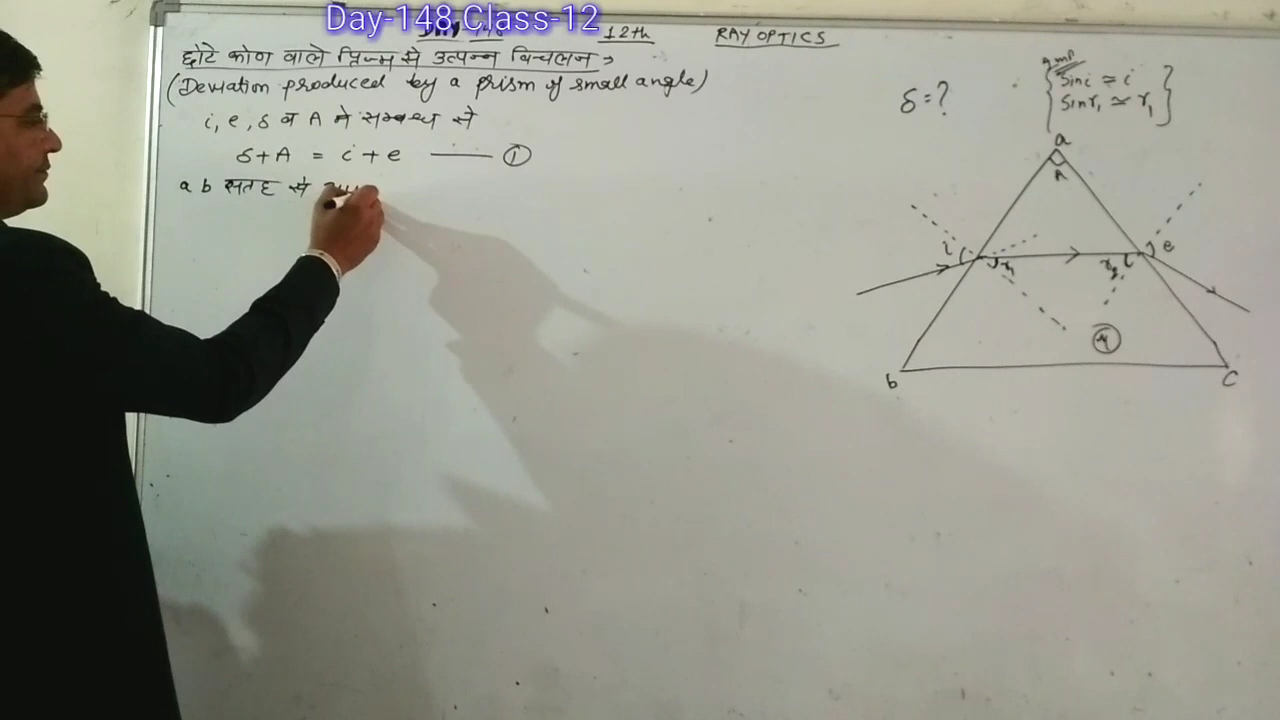 Day-148 Class-12
12th
RAY OPTICS
छोटे कोण वाले प्रिज्म से उत्पन्न विचलन
(Deviation produced by a prism of small angle)
i, e, δ व A में सम्बन्ध से
δ+A = i + e —— ①
a b सतह से
δ=?
Imp
{ Sin i ≃ i
Sin r₁ ≃ r₁ }
a
A
i
r₁
r₂
e
μ
b
C